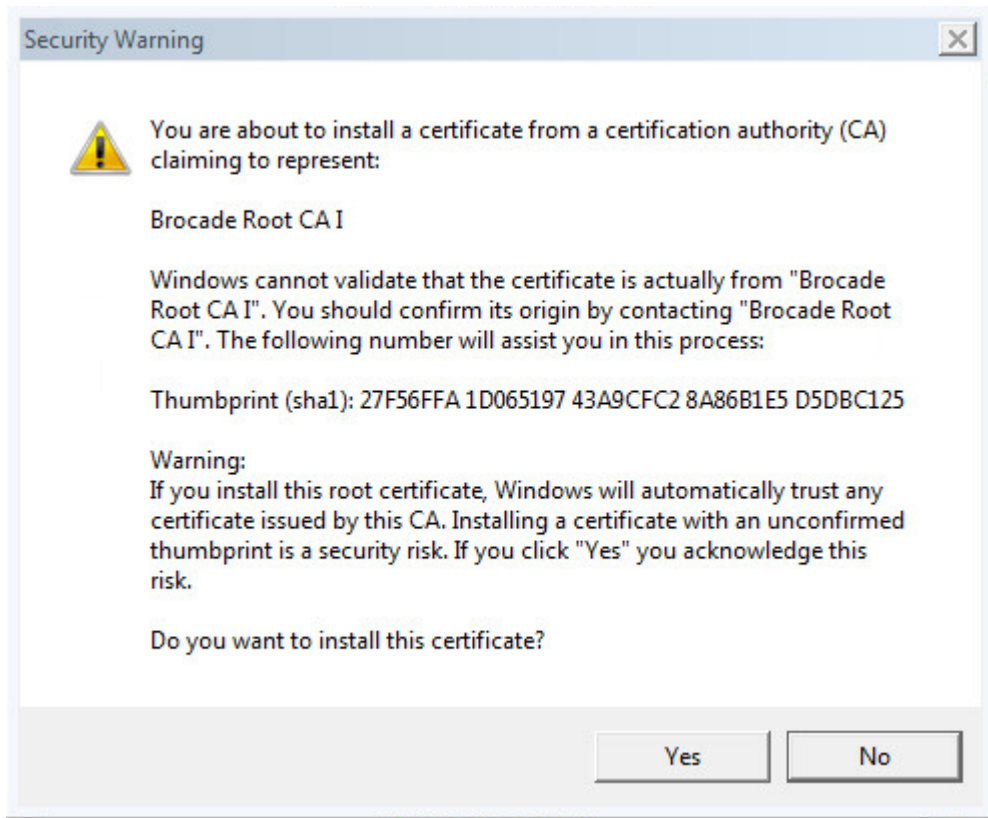 Security Warning
You are about to install a certificate from a certification authority (CA)
claiming to represent:
Brocade Root CA I
Windows cannot validate that the certificate is actually from "Brocade
Root CA I". You should confirm its origin by contacting "Brocade Root
CA I". The following number will assist you in this process:
Thumbprint (sha1): 27F56FFA 1D065197 43A9CFC2 8A86B1E5 D5DBC125
Warning:
If you install this root certificate, Windows will automatically trust any
certificate issued by this CA. Installing a certificate with an unconfirmed
thumbprint is a security risk. If you click "Yes" you acknowledge this
risk.
Do you want to install this certificate?
Yes No